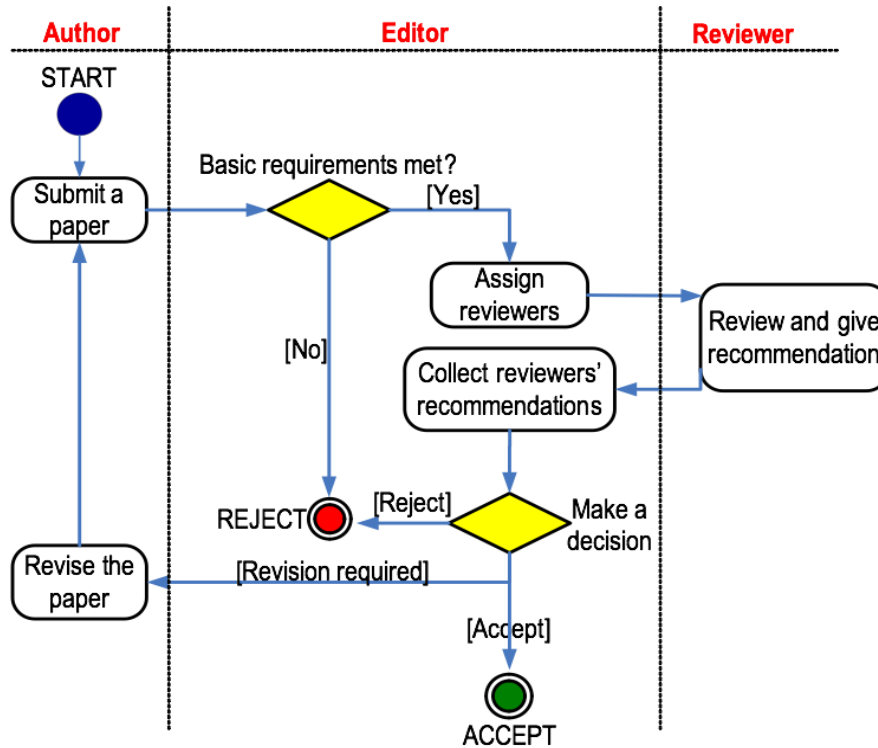 Author
Editor
Reviewer
START
Basic requirements met?
Submit a
paper
[Yes]
Assign
reviewers
Review and give
recommendation
[No]
Collect reviewers'
recommendations
REJECT
[Reject]
Make a
decision
Revise the
paper
[Revision required]
[Accept]
ACCEPT